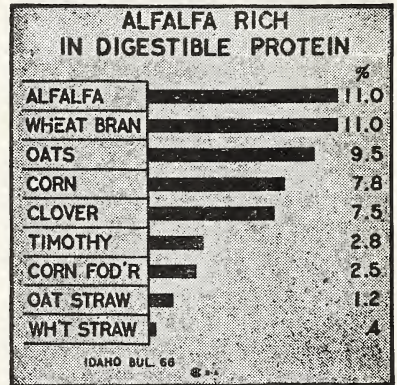 ALFALFA RICH
IN DIGESTIBLE PROTEIN
%
ALFALFA 11.0
WHEAT BRAN 11.0
OATS 9.5
CORN 7.8
CLOVER 7.5
TIMOTHY 2.8
CORN FOD'R 2.5
OAT STRAW 1.2
WH'T STRAW .4
IDAHO BUL. 66